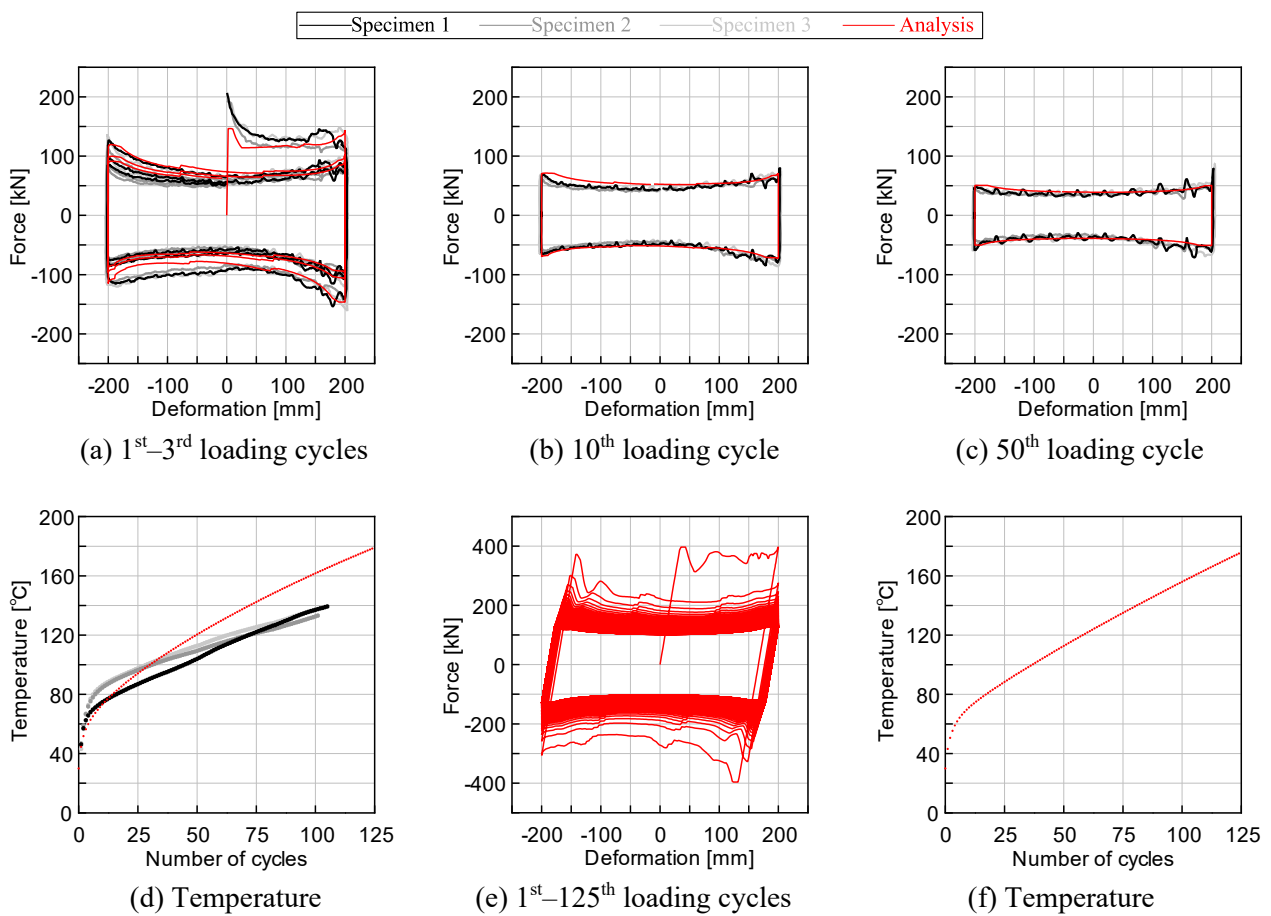 Specimen 1 Specimen 2 Specimen 3 Analysis
200
100
0
-100
-200
Force [kN]
-200 -100 0 100 200
Deformation [mm]
(a) 1st–3rd loading cycles
200
100
0
-100
-200
Force [kN]
-200 -100 0 100 200
Deformation [mm]
(b) 10th loading cycle
200
100
0
-100
-200
Force [kN]
-200 -100 0 100 200
Deformation [mm]
(c) 50th loading cycle
200
160
120
80
40
0
Temperature [°C]
0 25 50 75 100 125
Number of cycles
(d) Temperature
400
200
0
-200
-400
Force [kN]
-200 -100 0 100 200
Deformation [mm]
(e) 1st–125th loading cycles
200
160
120
80
40
0
Temperature [°C]
0 25 50 75 100 125
Number of cycles
(f) Temperature